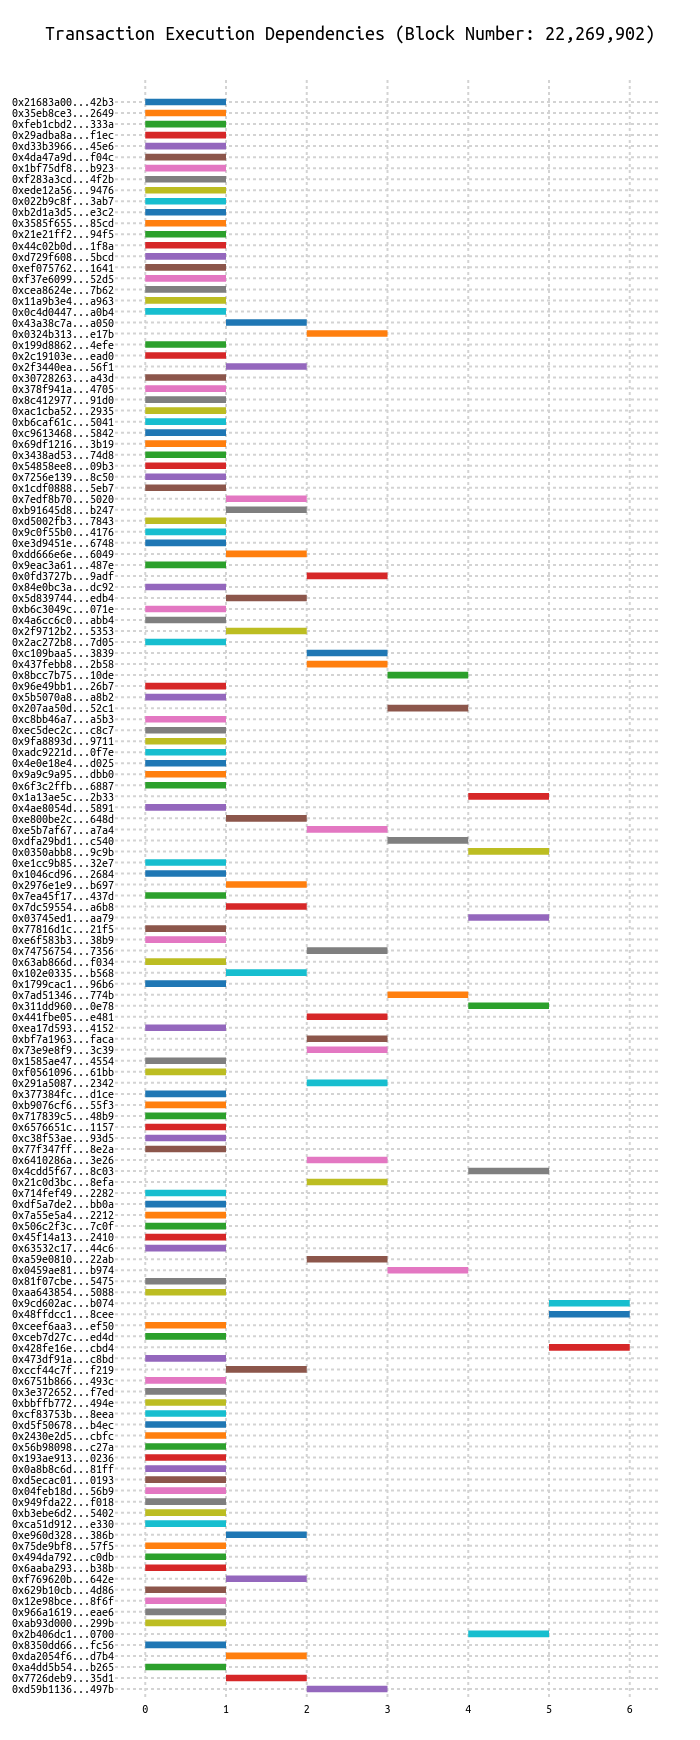 Transaction Execution Dependencies (Block Number: 22,269,902)
0x21683a00...42b3
0x35eb8ce3...2649
0xfeb1cbd2...333a
0x29adba8a...f1ec
0xd33b3966...45e6
0x4da47a9d...f04c
0x1bf75df8...b923
0xf283a3cd...4f2b
0xede12a56...9476
0x022b9c8f...3ab7
0xb2d1a3d5...e3c2
0x3585f655...85cd
0x21e21ff2...94f5
0x44c02b0d...1f8a
0xd729f608...5bcd
0xef075762...1641
0xf37e6099...52d5
0xcea8624e...7b62
0x11a9b3e4...a963
0x0c4d0447...a0b4
0x43a38c7a...a050
0x0324b313...e17b
0x199d8862...4efe
0x2c19103e...ead0
0x2f3440ea...56f1
0x30728263...a43d
0x378f941a...4705
0x8c412977...91d0
0xac1cba52...2935
0xb6caf61c...5041
0xc9613468...5842
0x69df1216...3b19
0x3438ad53...74d8
0x54858ee8...09b3
0x7256e139...8c50
0x1cdf0888...5eb7
0x7edf8b70...5020
0xb91645d8...b247
0xd5002fb3...7843
0x9c0f55b0...4176
0xe3d9451e...6748
0xdd666e6e...6049
0x9eac3a61...487e
0x0fd3727b...9adf
0x84e0bc3a...dc92
0x5d839744...edb4
0xb6c3049c...071e
0x4a6cc6c0...abb4
0x2f9712b2...5353
0x2ac272b8...7d05
0xc109baa5...3839
0x437febb8...2b58
0x8bcc7b75...10de
0x96e49bb1...26b7
0x5b5070a8...a8b2
0x207aa50d...52c1
0xc8bb46a7...a5b3
0xec5dec2c...c8c7
0x9fa8893d...9711
0xadc9221d...0f7e
0x4e0e18e4...d025
0x9a9c9a95...dbb0
0x6f3c2ffb...6887
0x1a13ae5c...2b33
0x4ae8054d...5891
0xe800be2c...648d
0xe5b7af67...a7a4
0xdfa29bd1...c540
0x0350abb8...9c9b
0xe1cc9b85...32e7
0x1046cd96...2684
0x2976e1e9...b697
0x7ea45f17...437d
0x7dc59554...a6b8
0x03745ed1...aa79
0x77816d1c...21f5
0xe6f583b3...38b9
0x74756754...7356
0x63ab866d...f034
0x102e0335...b568
0x1799cac1...96b6
0x7ad51346...774b
0x311dd960...0e78
0x441fbe05...e481
0xea17d593...4152
0xbf7a1963...faca
0x73e9e8f9...3c39
0x1585ae47...4554
0xf0561096...61bb
0x291a5087...2342
0x377384fc...d1ce
0xb9076cf6...55f3
0x717839c5...48b9
0x6576651c...1157
0xc38f53ae...93d5
0x77f347ff...8e2a
0x6410286a...3e26
0x4cdd5f67...8c03
0x21c0d3bc...8efa
0x714fef49...2282
0xdf5a7de2...bb0a
0x7a55e5a4...2212
0x506c2f3c...7c0f
0x45f14a13...2410
0x63532c17...44c6
0xa59e0810...22ab
0x0459ae81...b974
0x81f07cbe...5475
0xaa643854...5088
0x9cd602ac...b074
0x48ffdcc1...8cee
0xceef6aa3...ef50
0xceb7d27c...ed4d
0x428fe16e...cbd4
0x473df91a...c8bd
0xccf44c7f...f219
0x6751b866...493c
0x3e372652...f7ed
0xbbffb772...494e
0xcf83753b...8eea
0xd5f50678...b4ec
0x2430e2d5...cbfc
0x56b98098...c27a
0x193ae913...0236
0x0a8b8c6d...81ff
0xd5ecac01...0193
0x04feb18d...56b9
0x949fda22...f018
0xb3ebe6d2...5402
0xca51d912...e330
0xe960d328...386b
0x75de9bf8...57f5
0x494da792...c0db
0x6aaba293...b38b
0xf769620b...642e
0x629b10cb...4d86
0x12e98bce...8f6f
0x966a1619...eae6
0xab93d000...299b
0x2b406dc1...0700
0x8350dd66...fc56
0xda2054f6...d7b4
0xa4dd5b54...b265
0x7726deb9...35d1
0xd59b1136...497b
0 1 2 3 4 5 6